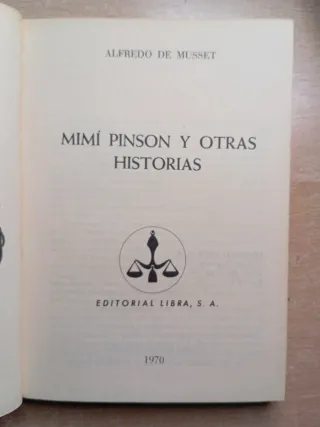 ALFREDO DE MUSSET
MIMÍ PINSON Y OTRAS
HISTORIAS
EDITORIAL LIBRA, S. A.
1970